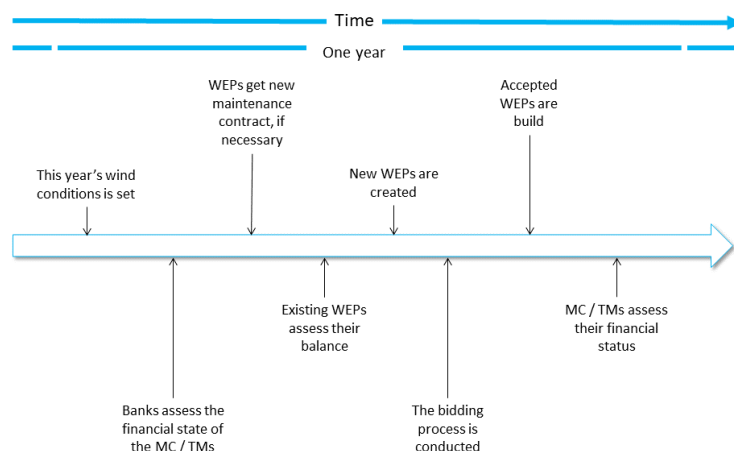 Time
One year
WEPs get new
maintenance
contract, if
necessary
Accepted
WEPs are
build
This year's wind
conditions is set
New WEPs are
created
Existing WEPs
assess their
balance
MC / TMs assess
their financial
status
Banks assess the
financial state of
the MC / TMs
The bidding
process is
conducted